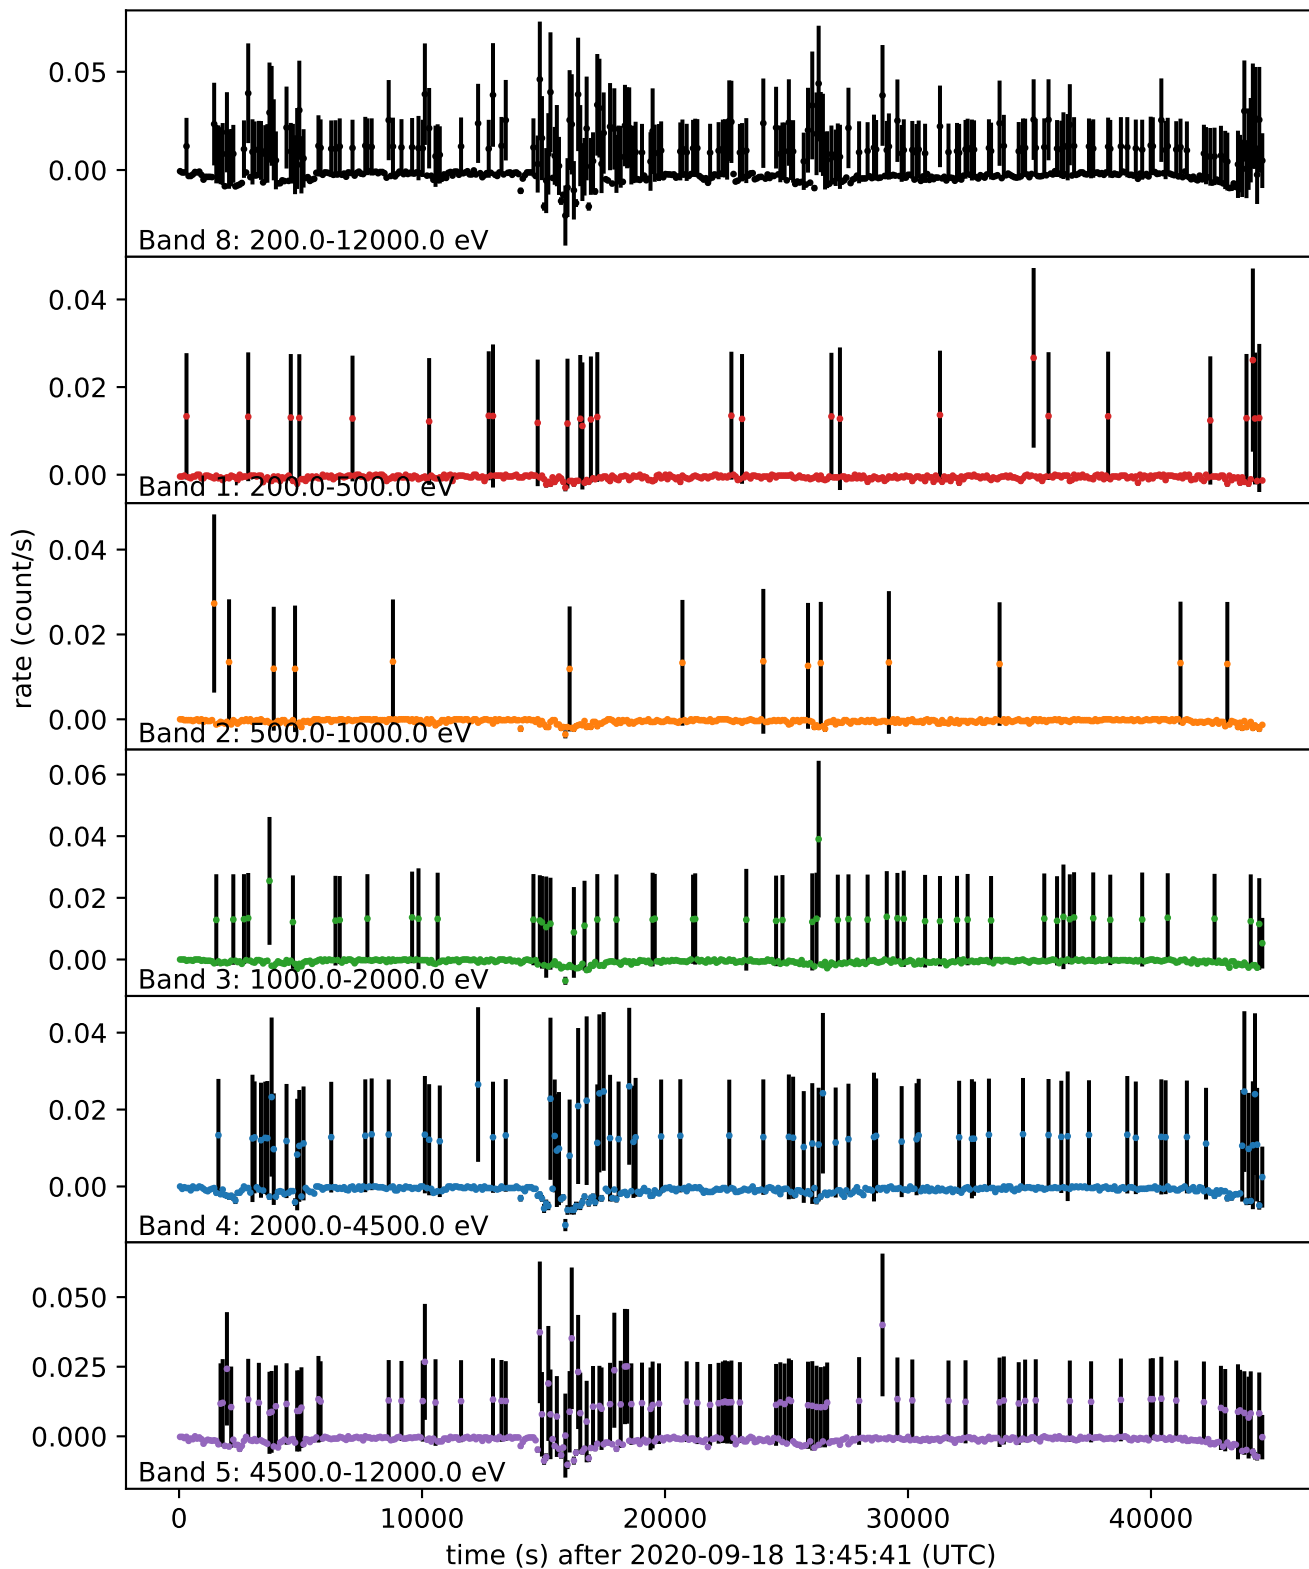 0.05
0.00
Band 8: 200.0-12000.0 eV
0.04
0.02
0.00
Band 1: 200.0-500.0 eV
0.04
0.02
0.00
Band 2: 500.0-1000.0 eV
rate (count/s)
0.06
0.04
0.02
0.00
Band 3: 1000.0-2000.0 eV
0.04
0.02
0.00
Band 4: 2000.0-4500.0 eV
0.050
0.025
0.000
Band 5: 4500.0-12000.0 eV
0 10000 20000 30000 40000
time (s) after 2020-09-18 13:45:41 (UTC)